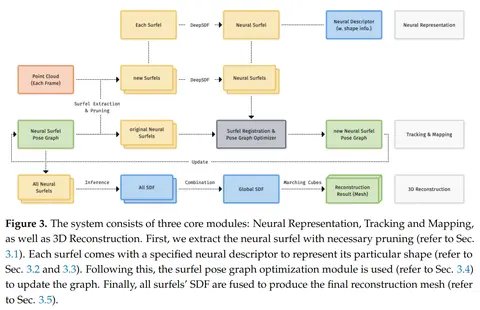 Each Surfel
DeepSDF
Neural Surfel
Neural Descriptor
(w. shape info.)
Neural Representation
Point Cloud
(Each Frame)
new Surfels
DeepSDF
Neural Surfels
Surfel Extraction
& Pruning
Neural Surfel
Pose Graph
original Neural
Surfels
Surfel Registration &
Pose Graph Optimizer
new Neural Surfel
Pose Graph
Tracking & Mapping
Update
All Neural
Surfels
Inference
All SDF
Combination
Global SDF
Marching Cubes
Reconstruction
Result (Mesh)
3D Reconstruction
Figure 3. The system consists of three core modules: Neural Representation, Tracking and Mapping,
as well as 3D Reconstruction. First, we extract the neural surfel with necessary pruning (refer to Sec.
3.1). Each surfel comes with a specified neural descriptor to represent its particular shape (refer to
Sec. 3.2 and 3.3). Following this, the surfel pose graph optimization module is used (refer to Sec. 3.4)
to update the graph. Finally, all surfels’ SDF are fused to produce the final reconstruction mesh (refer
to Sec. 3.5).